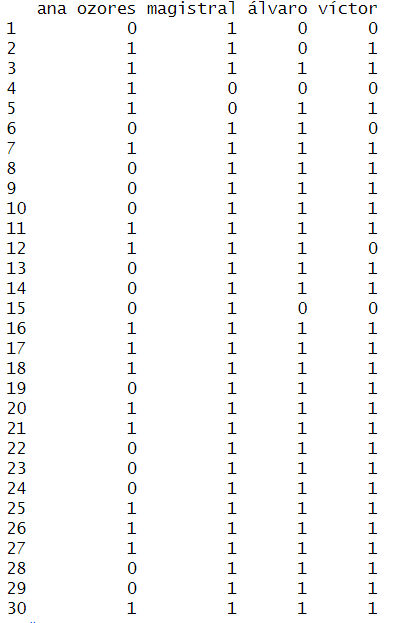 ana ozores magistral álvaro víctor
1 0 1 0 0
2 1 1 0 1
3 1 1 1 1
4 1 0 0 0
5 1 0 1 1
6 0 1 1 0
7 1 1 1 1
8 0 1 1 1
9 0 1 1 1
10 0 1 1 1
11 1 1 1 1
12 1 1 1 0
13 0 1 1 1
14 0 1 1 1
15 0 1 0 0
16 1 1 1 1
17 1 1 1 1
18 1 1 1 1
19 0 1 1 1
20 1 1 1 1
21 1 1 1 1
22 0 1 1 1
23 0 1 1 1
24 0 1 1 1
25 1 1 1 1
26 1 1 1 1
27 1 1 1 1
28 0 1 1 1
29 0 1 1 1
30 1 1 1 1